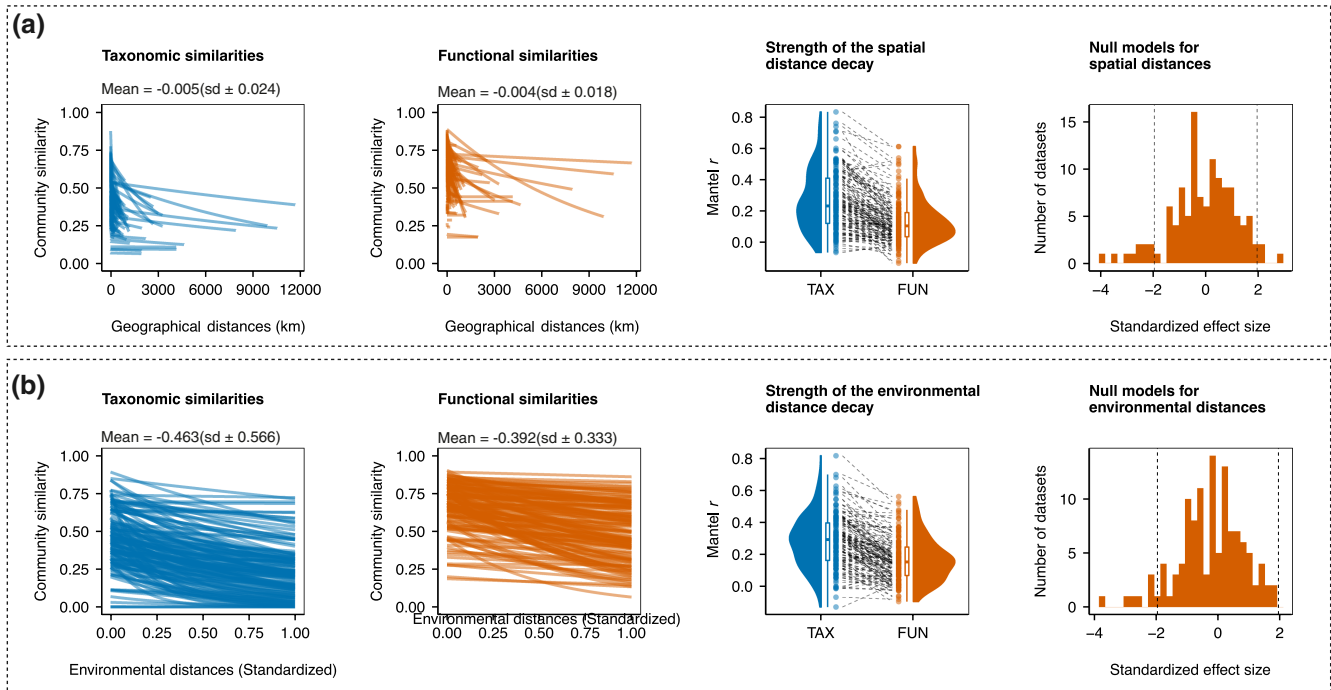 (a)
Taxonomic similarities
Mean = -0.005(sd ± 0.024)
Community similarity
1.00
0.75
0.50
0.25
0.00
0 3000 6000 9000 12000
Geographical distances (km)
Functional similarities
Mean = -0.004(sd ± 0.018)
Community similarity
1.00
0.75
0.50
0.25
0.00
0 3000 6000 9000 12000
Geographical distances (km)
Strength of the spatial
distance decay
Mantel r
0.8
0.6
0.4
0.2
0.0
TAX FUN
Null models for
spatial distances
Number of datasets
15
10
5
0
−4 −2 0 2
Standardized effect size
(b)
Taxonomic similarities
Mean = -0.463(sd ± 0.566)
Community similarity
1.00
0.75
0.50
0.25
0.00
0.00 0.25 0.50 0.75 1.00
Environmental distances (Standardized)
Functional similarities
Mean = -0.392(sd ± 0.333)
Community similarity
1.00
0.75
0.50
0.25
0.00
Environmental distances (Standardized)
0.00 0.25 0.50 0.75 1.00
Strength of the environmental
distance decay
Mantel r
0.8
0.6
0.4
0.2
0.0
TAX FUN
Null models for
environmental distances
Number of datasets
10
5
0
−4 −2 0 2
Standardized effect size